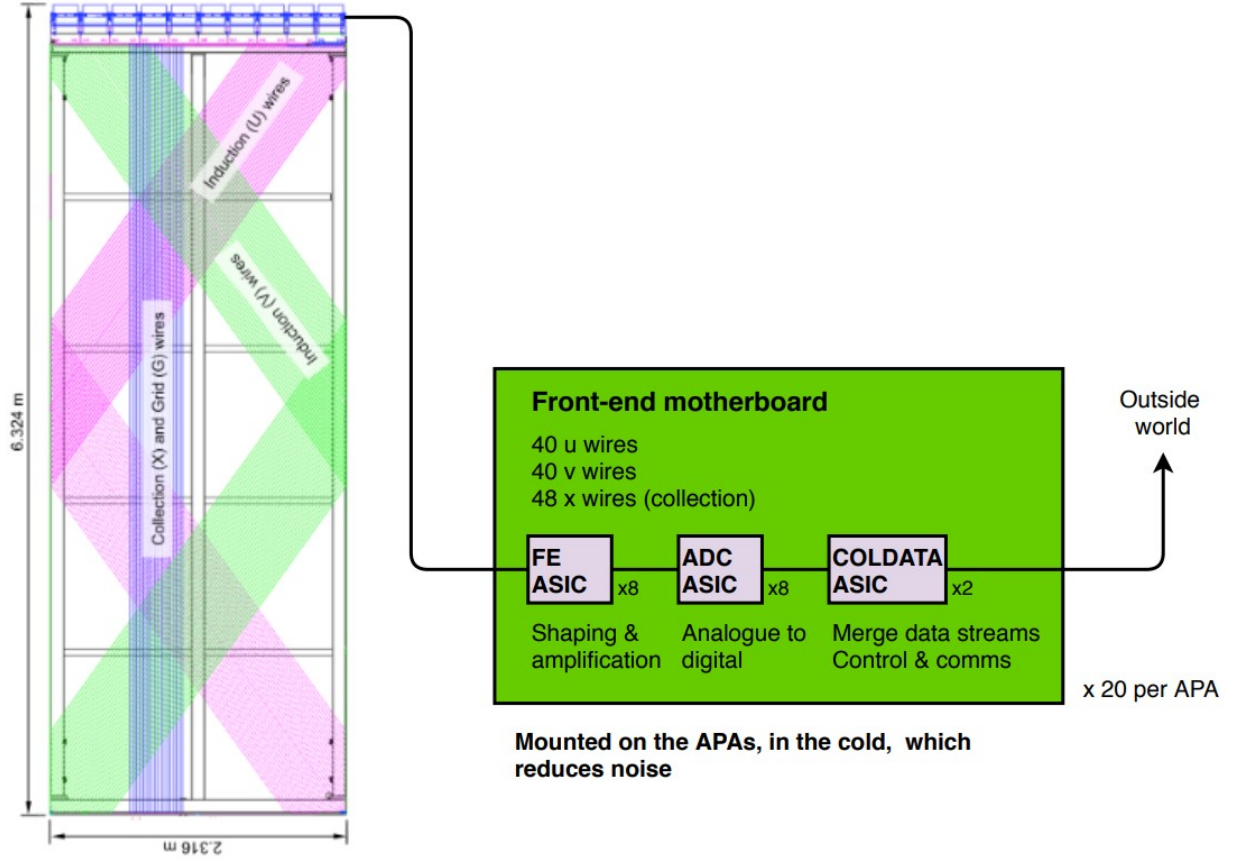 Induction (U) wires
Induction (V) wires
Collection (X) and Grid (G) wires
6.324 m
2.316 m
Front-end motherboard
40 u wires
40 v wires
48 x wires (collection)
FE
ASIC
x8
ADC
ASIC
x8
COLDATA
ASIC
x2
Shaping &
amplification
Analogue to
digital
Merge data streams
Control & comms
Outside
world
x 20 per APA
Mounted on the APAs, in the cold,  which
reduces noise